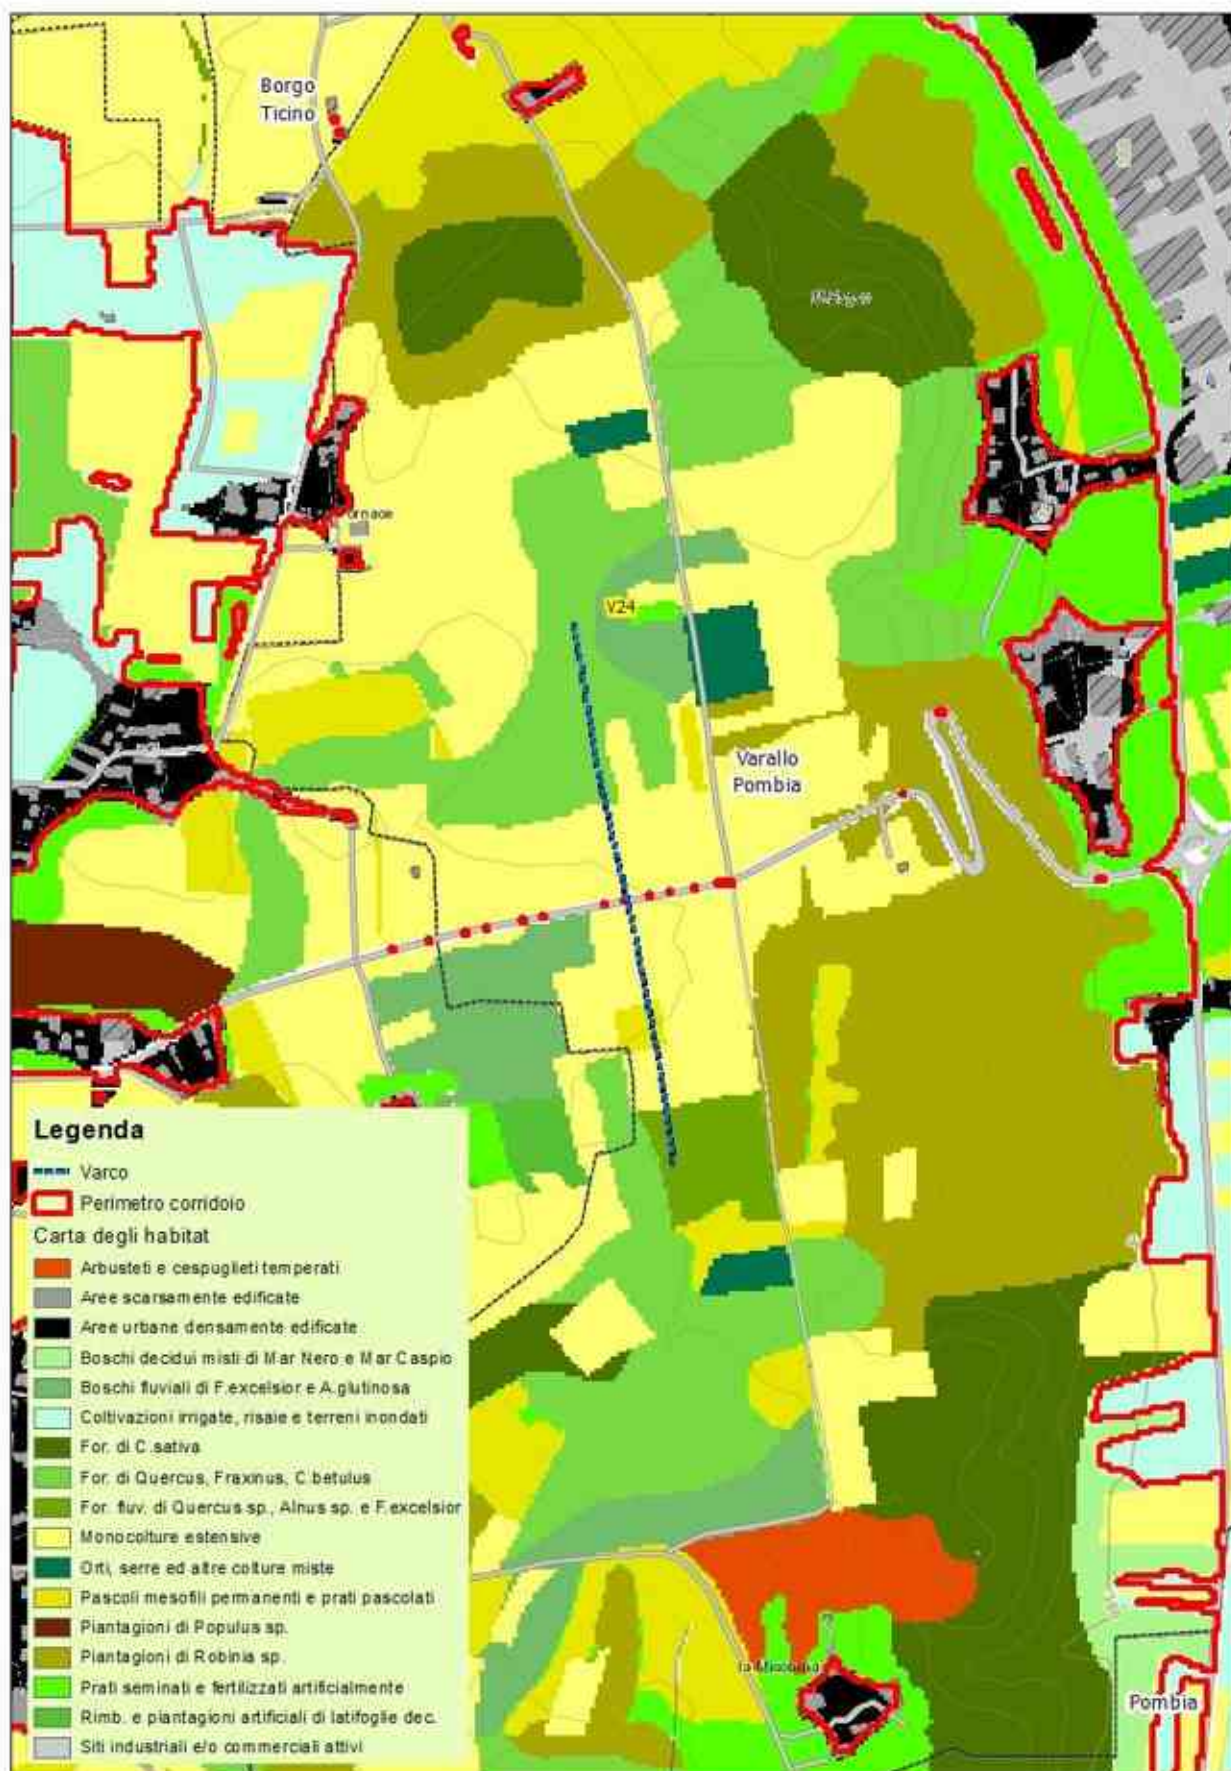 Borgo
Ticino
V24
Varallo
Pombia
Legenda
Varco
Perimetro corridoio
Carta degli habitat
Arbusteti e cespuglieti temperati
Aree scarsamente edificate
Aree urbane densamente edificate
Boschi decidui misti di Mar Nero e Mar Caspio
Boschi fluviali di F.excelsior e A.glutinosa
Coltivazioni irrigate, risaie e terreni inondati
For. di C.sativa
For. di Quercus, Fraxinus, C.betulus
For. fluv. di Quercus sp., Alnus sp. e F.excelsior
Monocolture estensive
Orti, serre ed altre colture miste
Pascoli mesofili permanenti e prati pascolati
Piantagioni di Populus sp.
Piantagioni di Robinia sp.
Prati seminati e fertilizzati artificialmente
Rimb. e piantagioni artificiali di latifoglie dec.
Siti industriali e/o commerciali attivi
Pombia